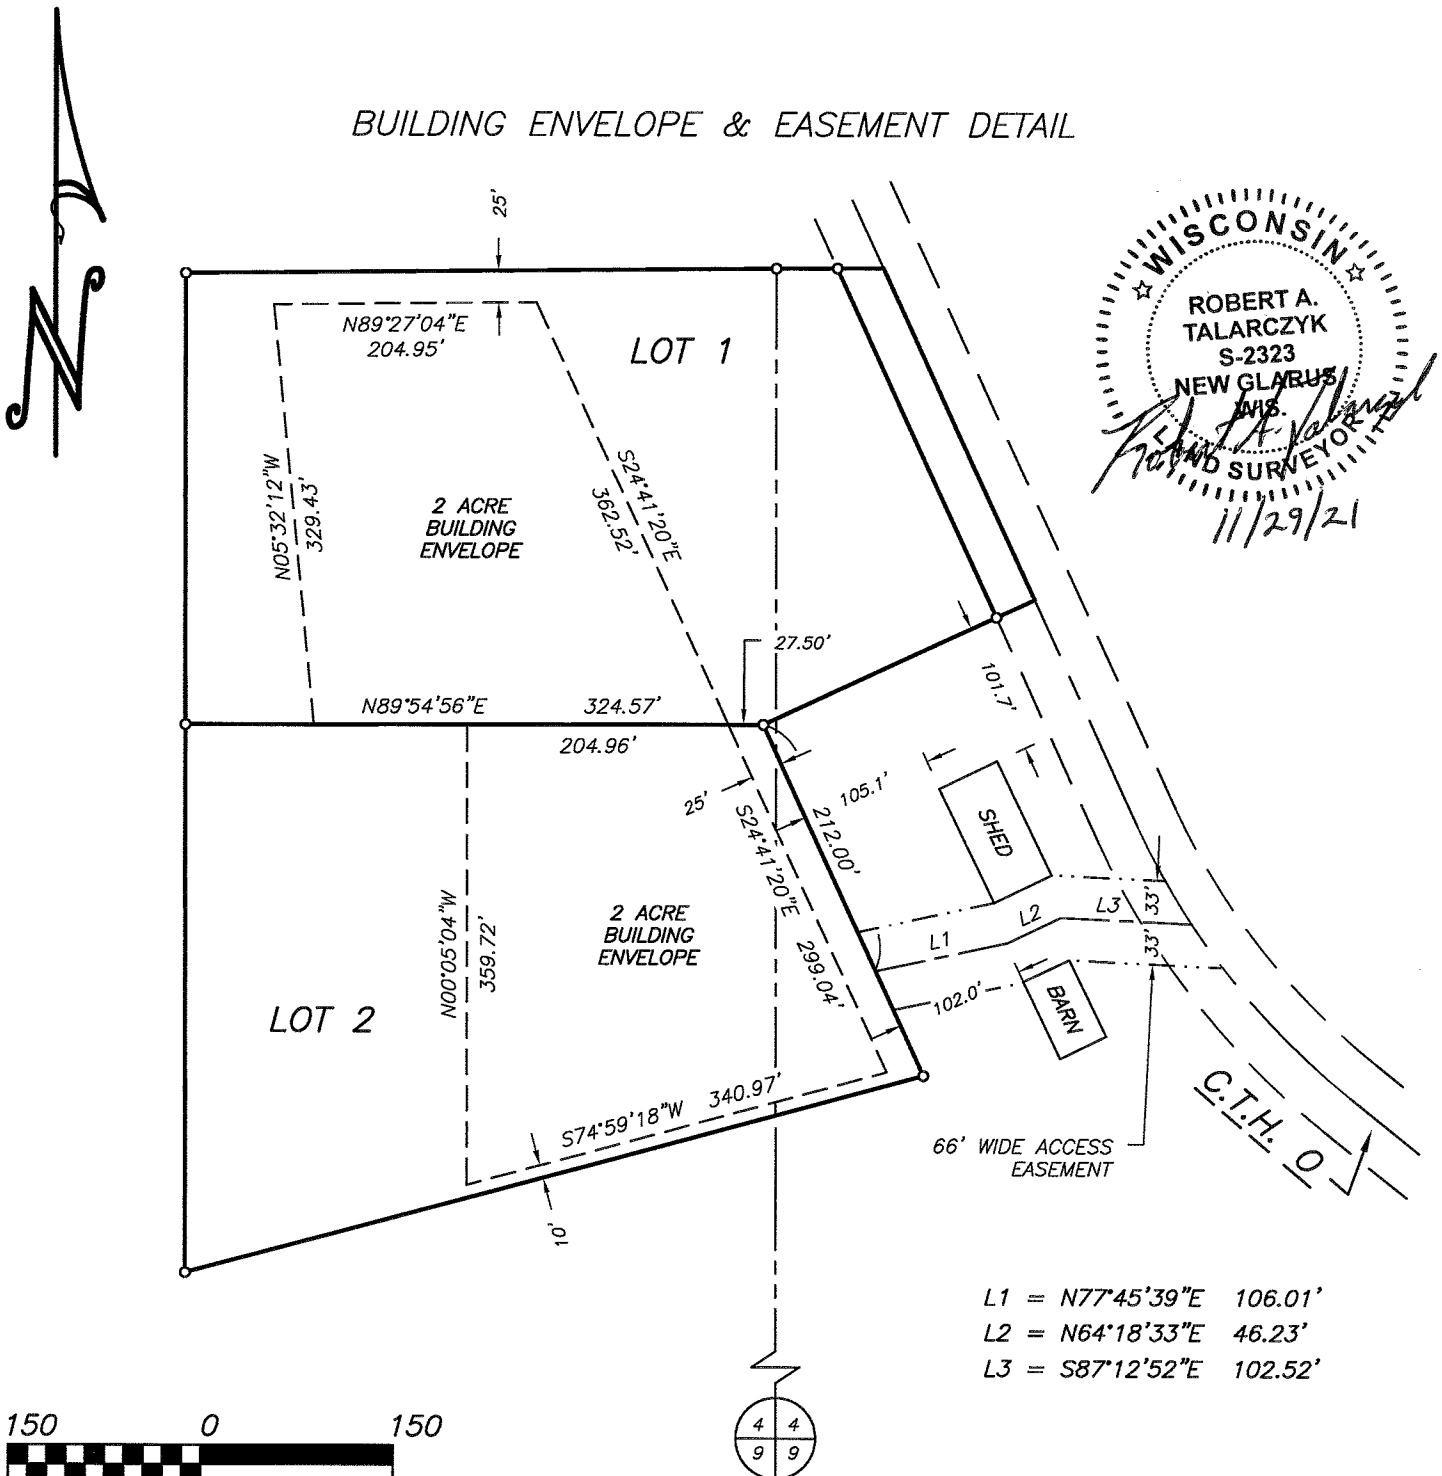 BUILDING ENVELOPE & EASEMENT DETAIL
N
25'
WISCONSIN
ROBERT A.
TALARCZYK
S-2323
NEW GLARUS
WIS.
LAND SURVEYOR
Robert A. Talarczyk
11/29/21
N89°27'04"E
204.95'
LOT 1
N05°32'12"W
329.43'
2 ACRE
BUILDING
ENVELOPE
S24°41'20"E
362.52'
27.50'
N89°54'56"E 324.57'
204.96'
101.7'
25'
105.1'
212.00'
SHED
S24°41'20"E 299.04'
N00°05'04"W
359.72'
2 ACRE
BUILDING
ENVELOPE
L1
L2
L3
33'
33'
102.0'
BARN
LOT 2
S74°59'18"W 340.97'
10'
C.T.H. O
66' WIDE ACCESS
EASEMENT
L1 = N77°45'39"E 106.01'
L2 = N64°18'33"E 46.23'
L3 = S87°12'52"E 102.52'
150 0 150
4 4
9 9